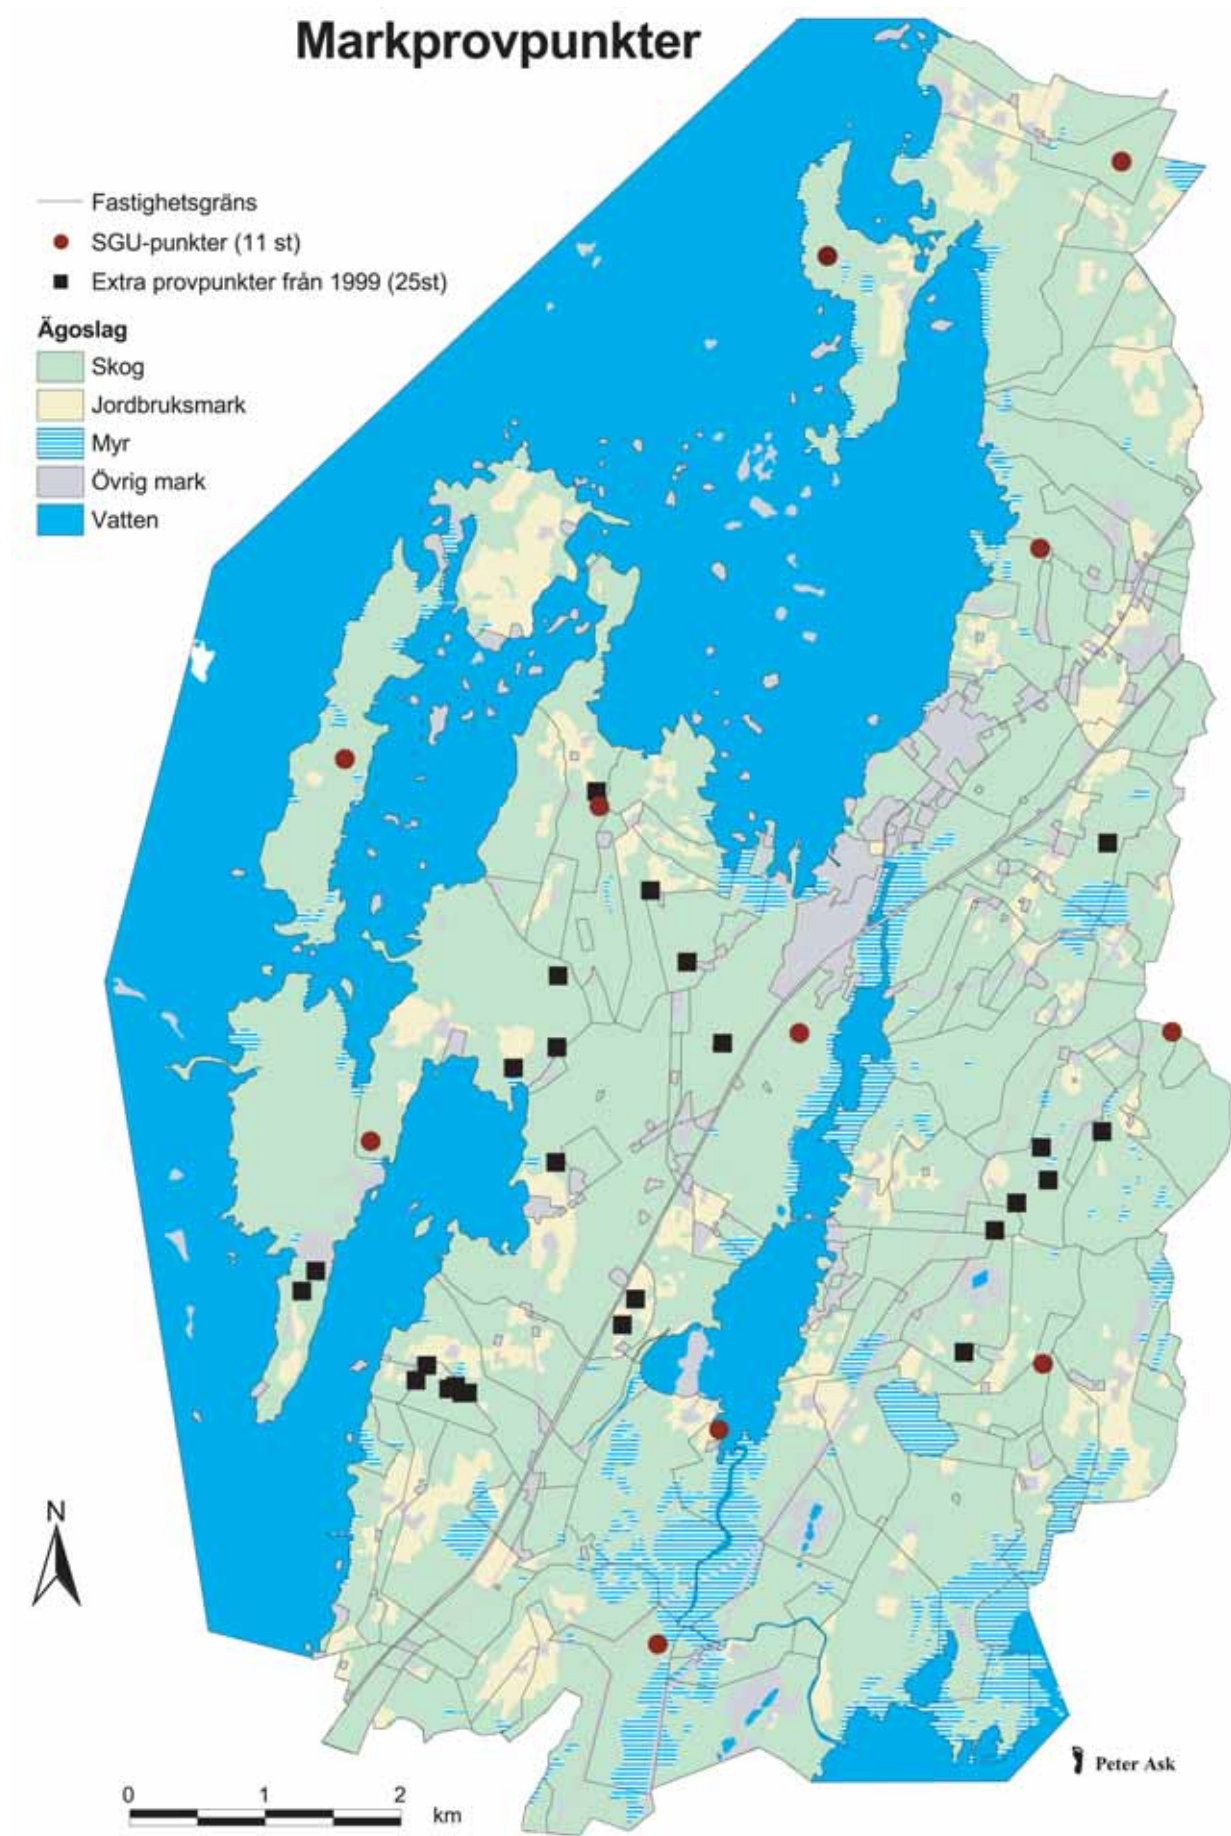 Markprovpunkter
Fastighetsgräns
SGU-punkter (11 st)
Extra provpunkter från 1999 (25st)
Ägoslag
Skog
Jordbruksmark
Myr
Övrig mark
Vatten
N
Peter Ask
0 1 2
km